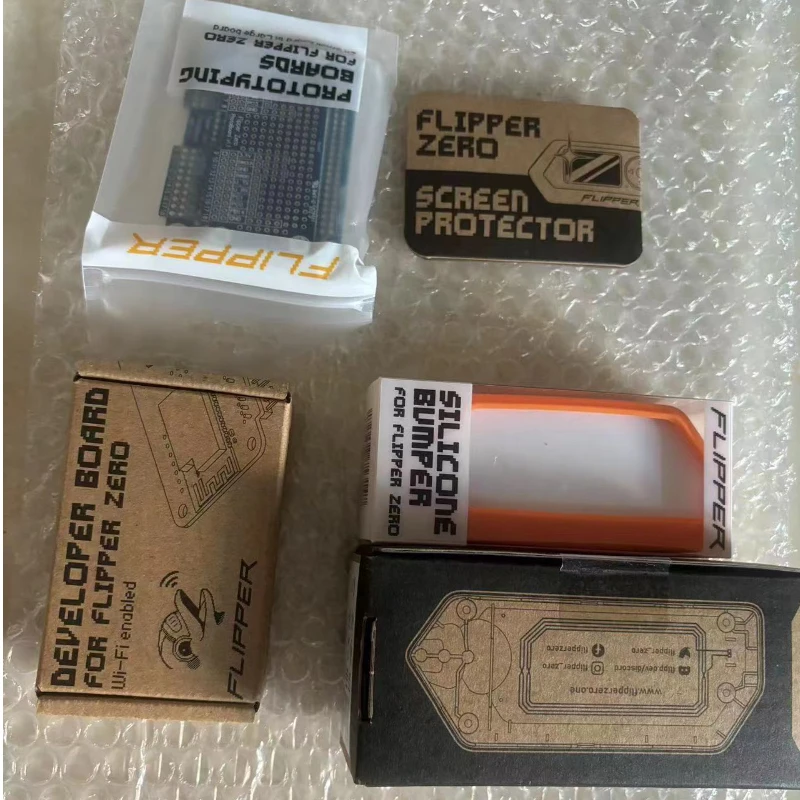 PROTOTYPING
BOARDS
FOR FLIPPER ZERO
FLIPPER
FLIPPER
ZERO
FLIPPER
SCREEN
PROTECTOR
DEVELOPER BOARD
FOR FLIPPER ZERO
Wi-Fi enabled
FLIPPER
SILICONE
BUMPER
FOR FLIPPER ZERO
FLIPPER
www.flipperzero.one
flipp.dev/discord
flipper_zero
flipper_zero
flipperzero